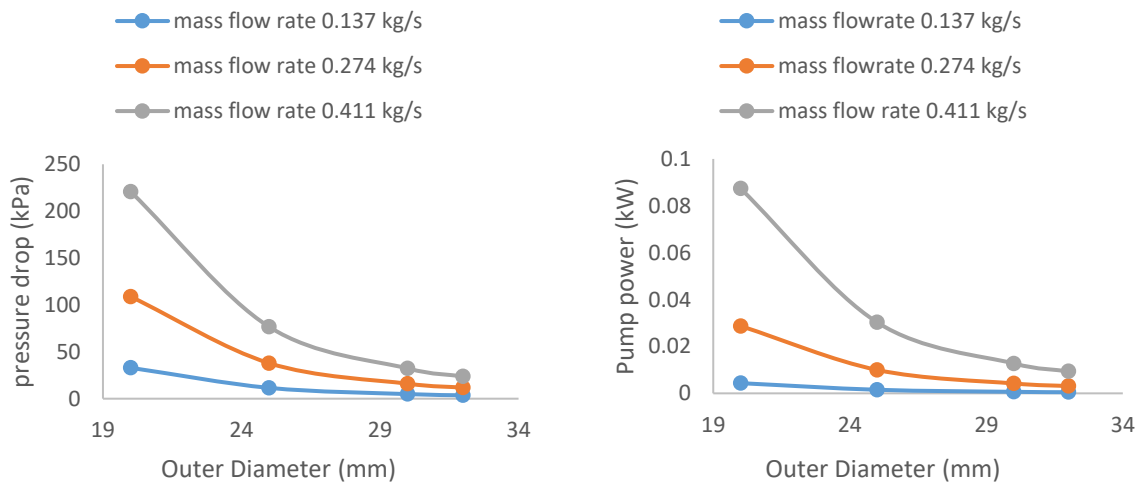 mass flow rate 0.137 kg/s
mass flow rate 0.274 kg/s
mass flow rate 0.411 kg/s
pressure drop (kPa)
250
200
150
100
50
0
19
24
29
34
Outer Diameter (mm)
mass flowrate 0.137 kg/s
mass flowrate 0.274 kg/s
mass flow rate 0.411 kg/s
Pump power (kW)
0.1
0.08
0.06
0.04
0.02
0
19
24
29
34
Outer Diameter (mm)